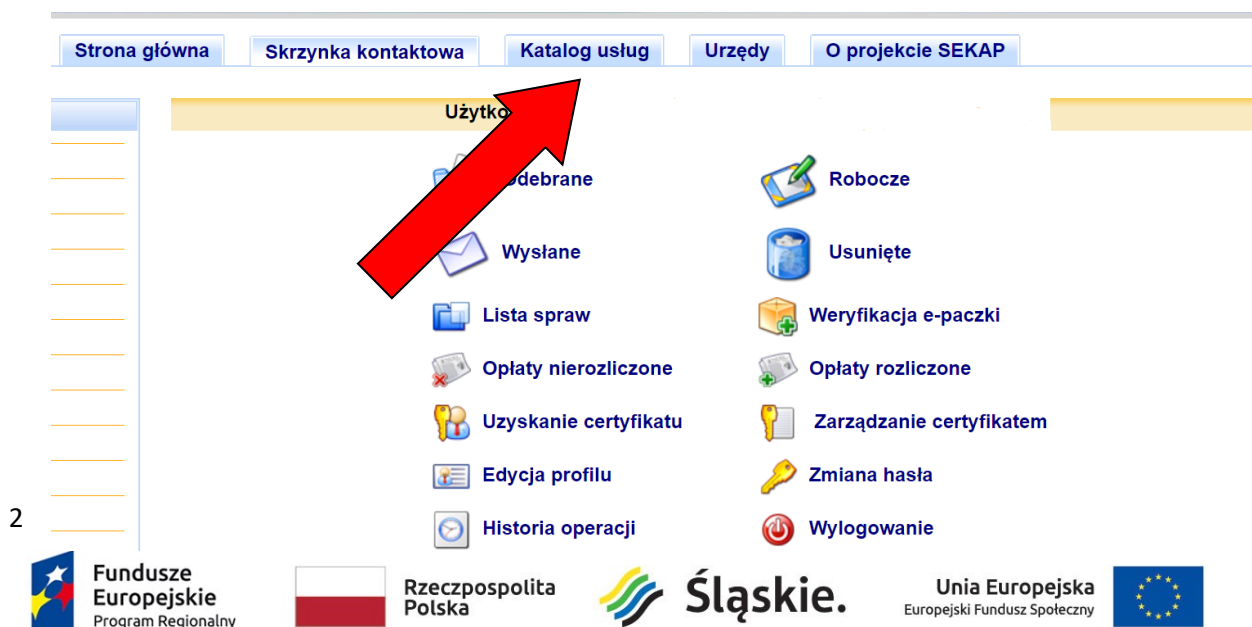 Strona główna Skrzynka kontaktowa Katalog usług Urzędy O projekcie SEKAP
Odebrane Robocze
Wysłane Usunięte
Lista spraw Weryfikacja e-paczki
Opłaty nierozliczone Opłaty rozliczone
Uzyskanie certyfikatu Zarządzanie certyfikatem
Edycja profilu Zmiana hasła
Historia operacji Wylogowanie
2
Fundusze
Europejskie
Program Regionalny
Rzeczpospolita
Polska
Śląskie.
Unia Europejska
Europejski Fundusz Społeczny